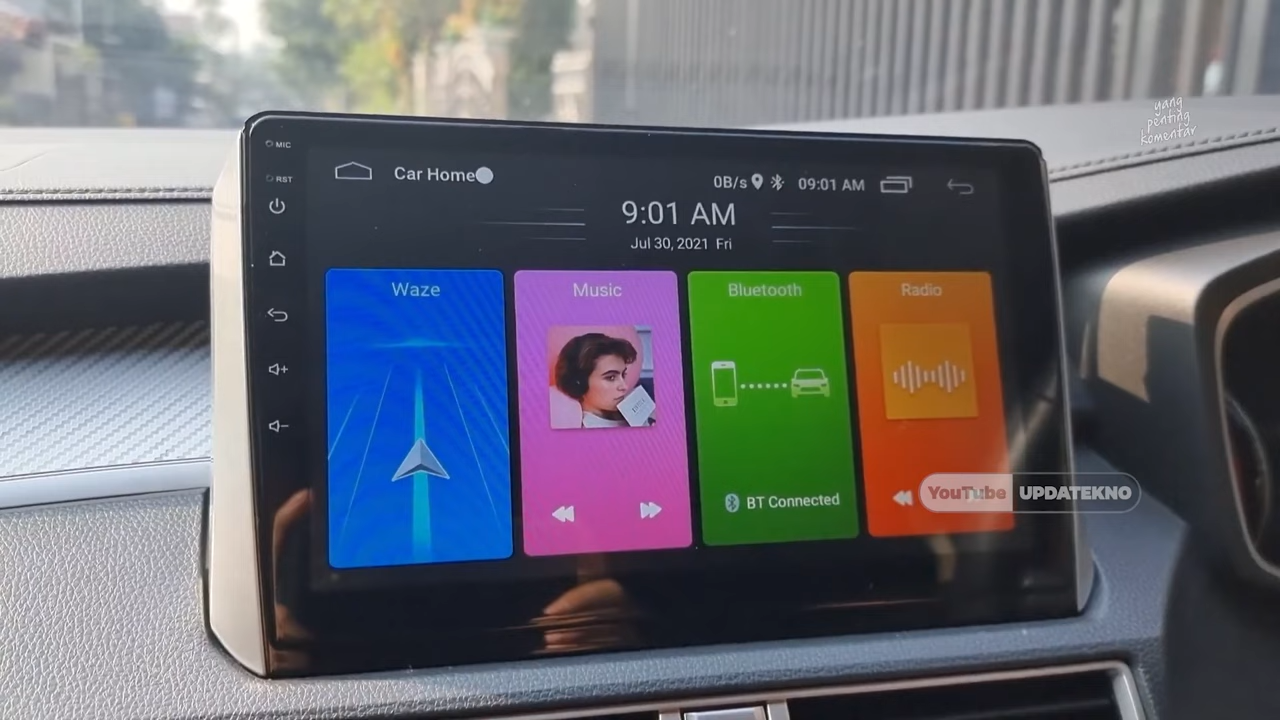 MIC
RST
Car Home
0B/s
09:01 AM
9:01 AM
Jul 30, 2021 Fri
Waze
Music
Bluetooth
Radio
BT Connected
YouTube UPDATEKNO
yang
penting
komentar